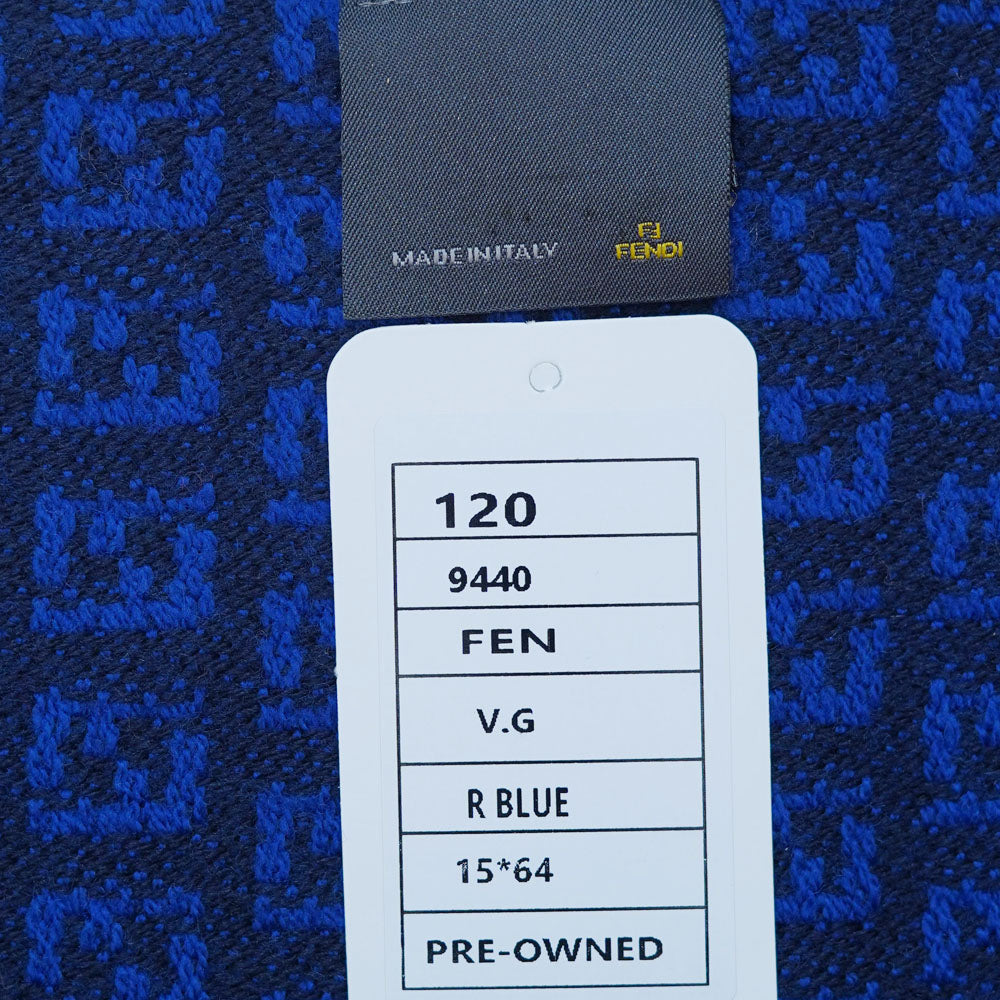 MADE IN ITALY
FENDI
120
9440
FEN
V.G
R BLUE
15*64
PRE-OWNED